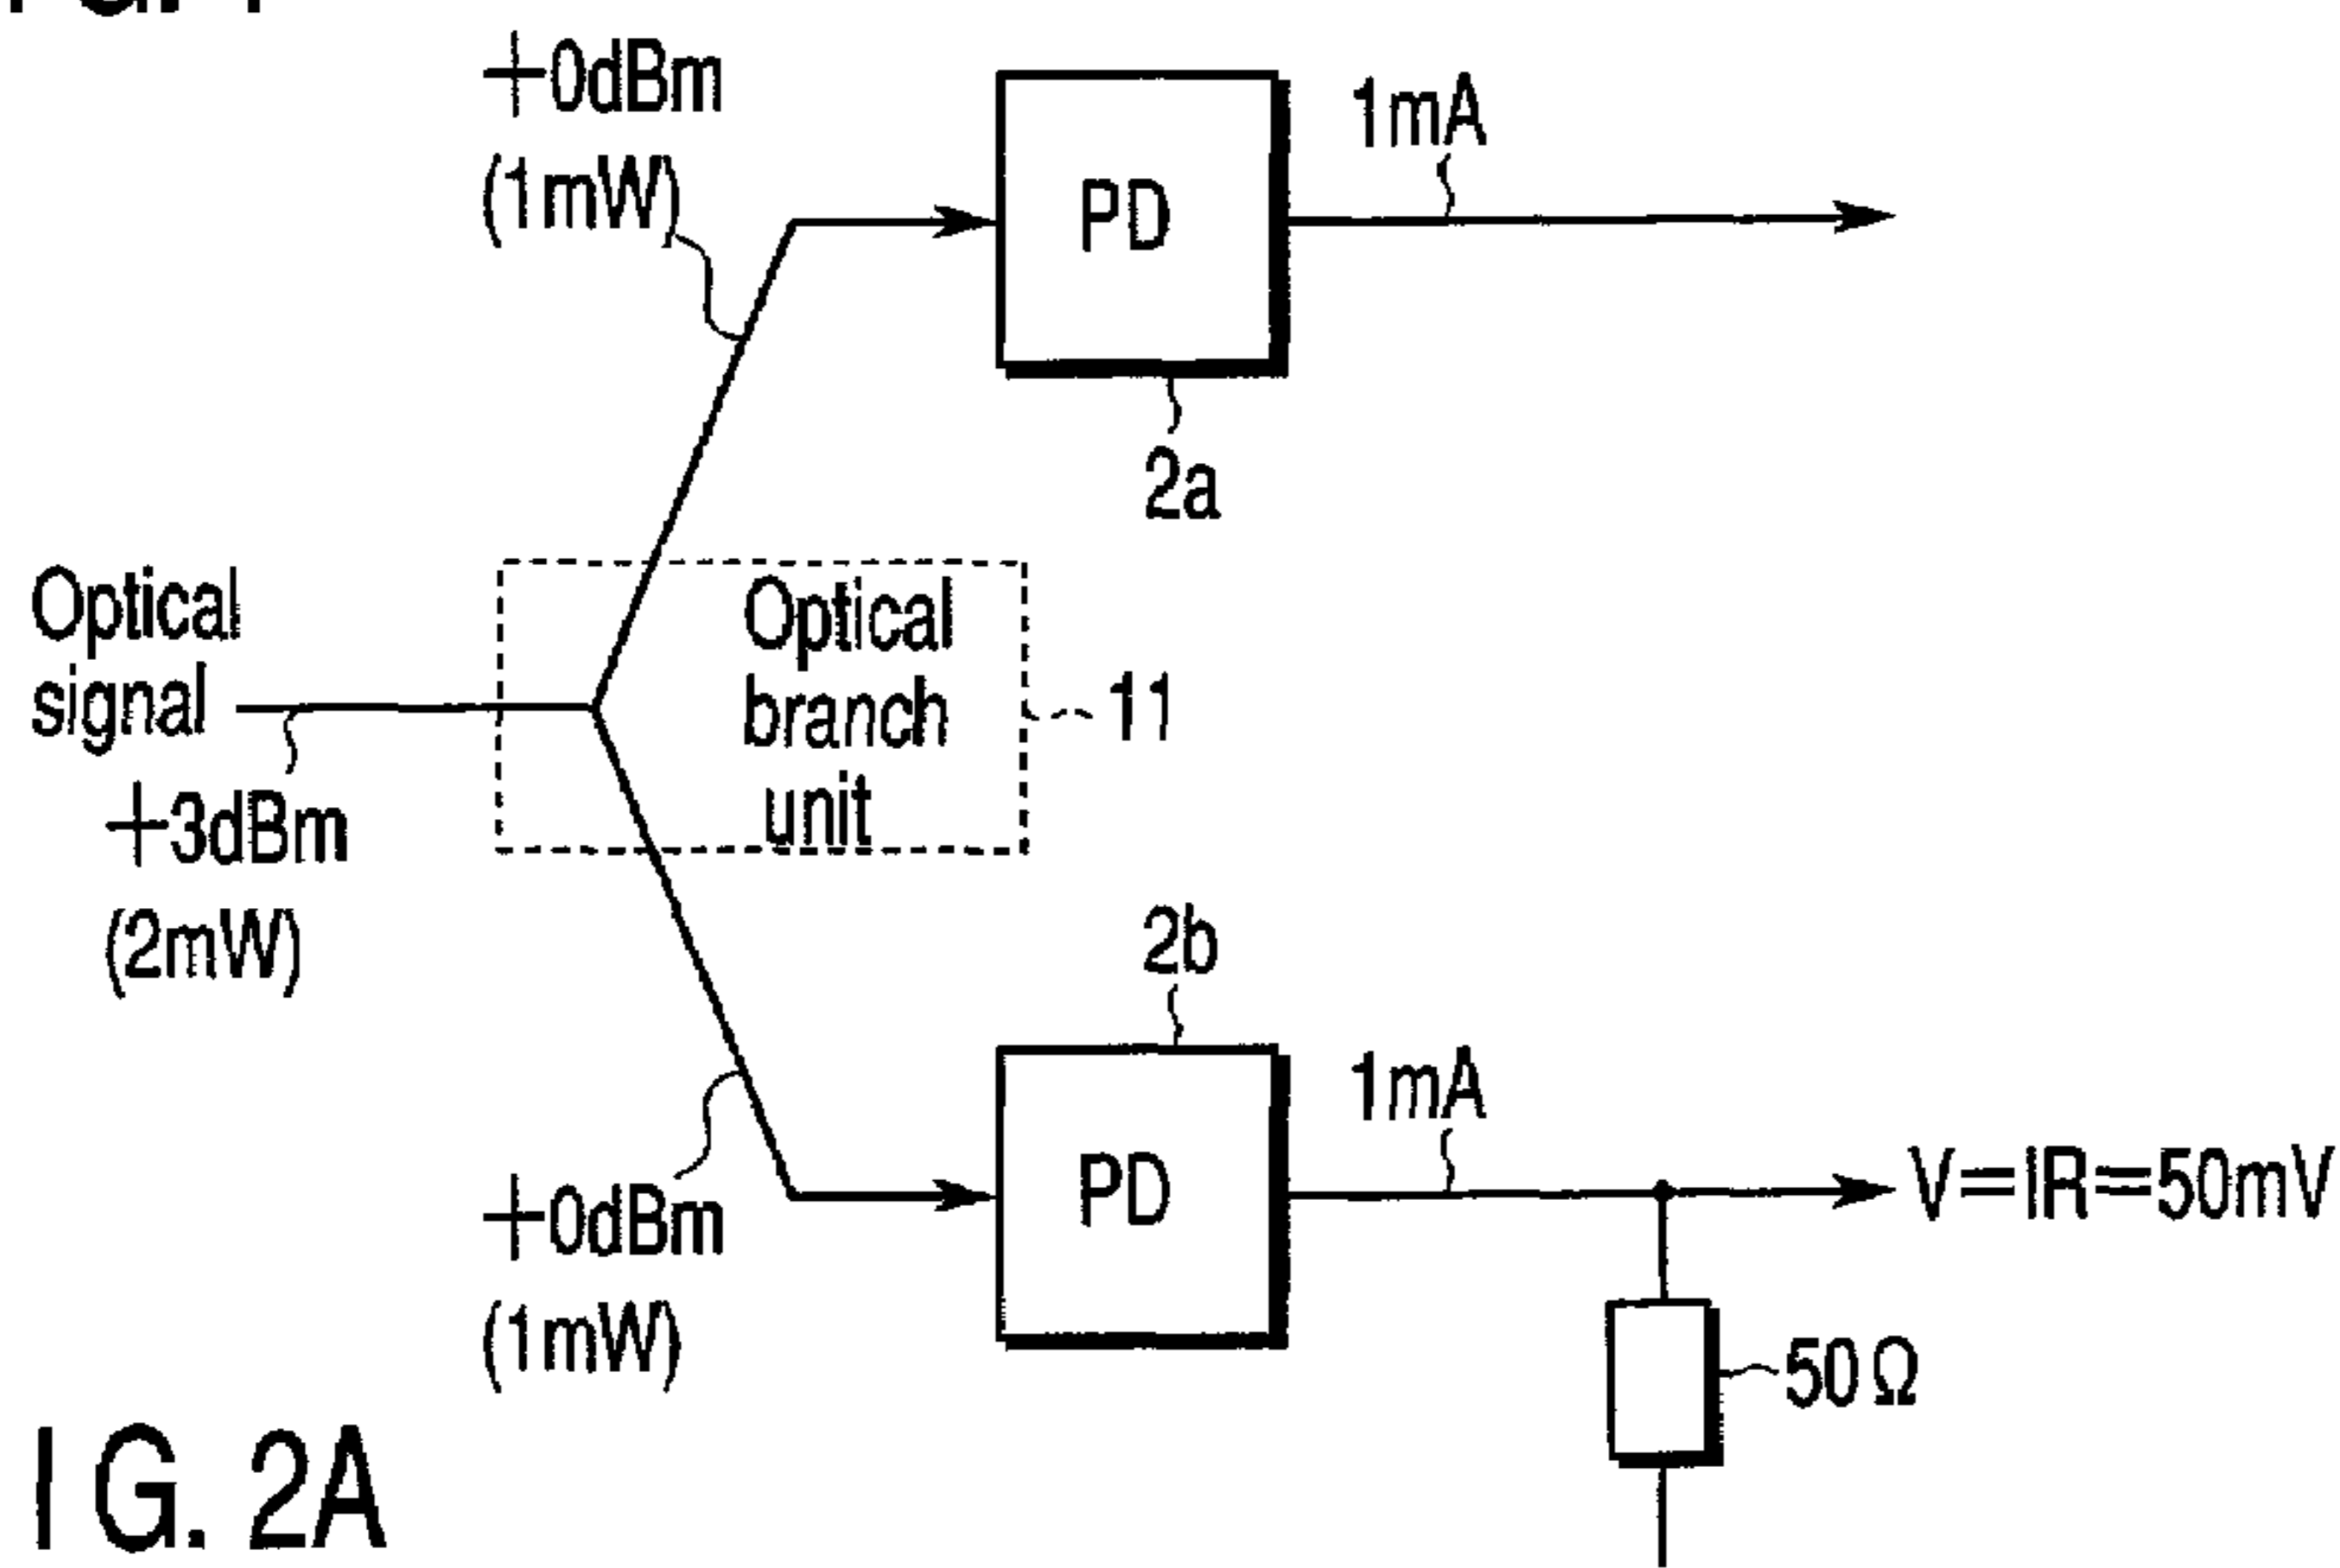 +0dBm
(1mW)
PD
1mA
2a
Optical
signal
+3dBm
(2mW)
Optical
branch
unit
11
2b
+0dBm
(1mW)
PD
1mA
V=IR=50mV
50Ω
IG. 2A